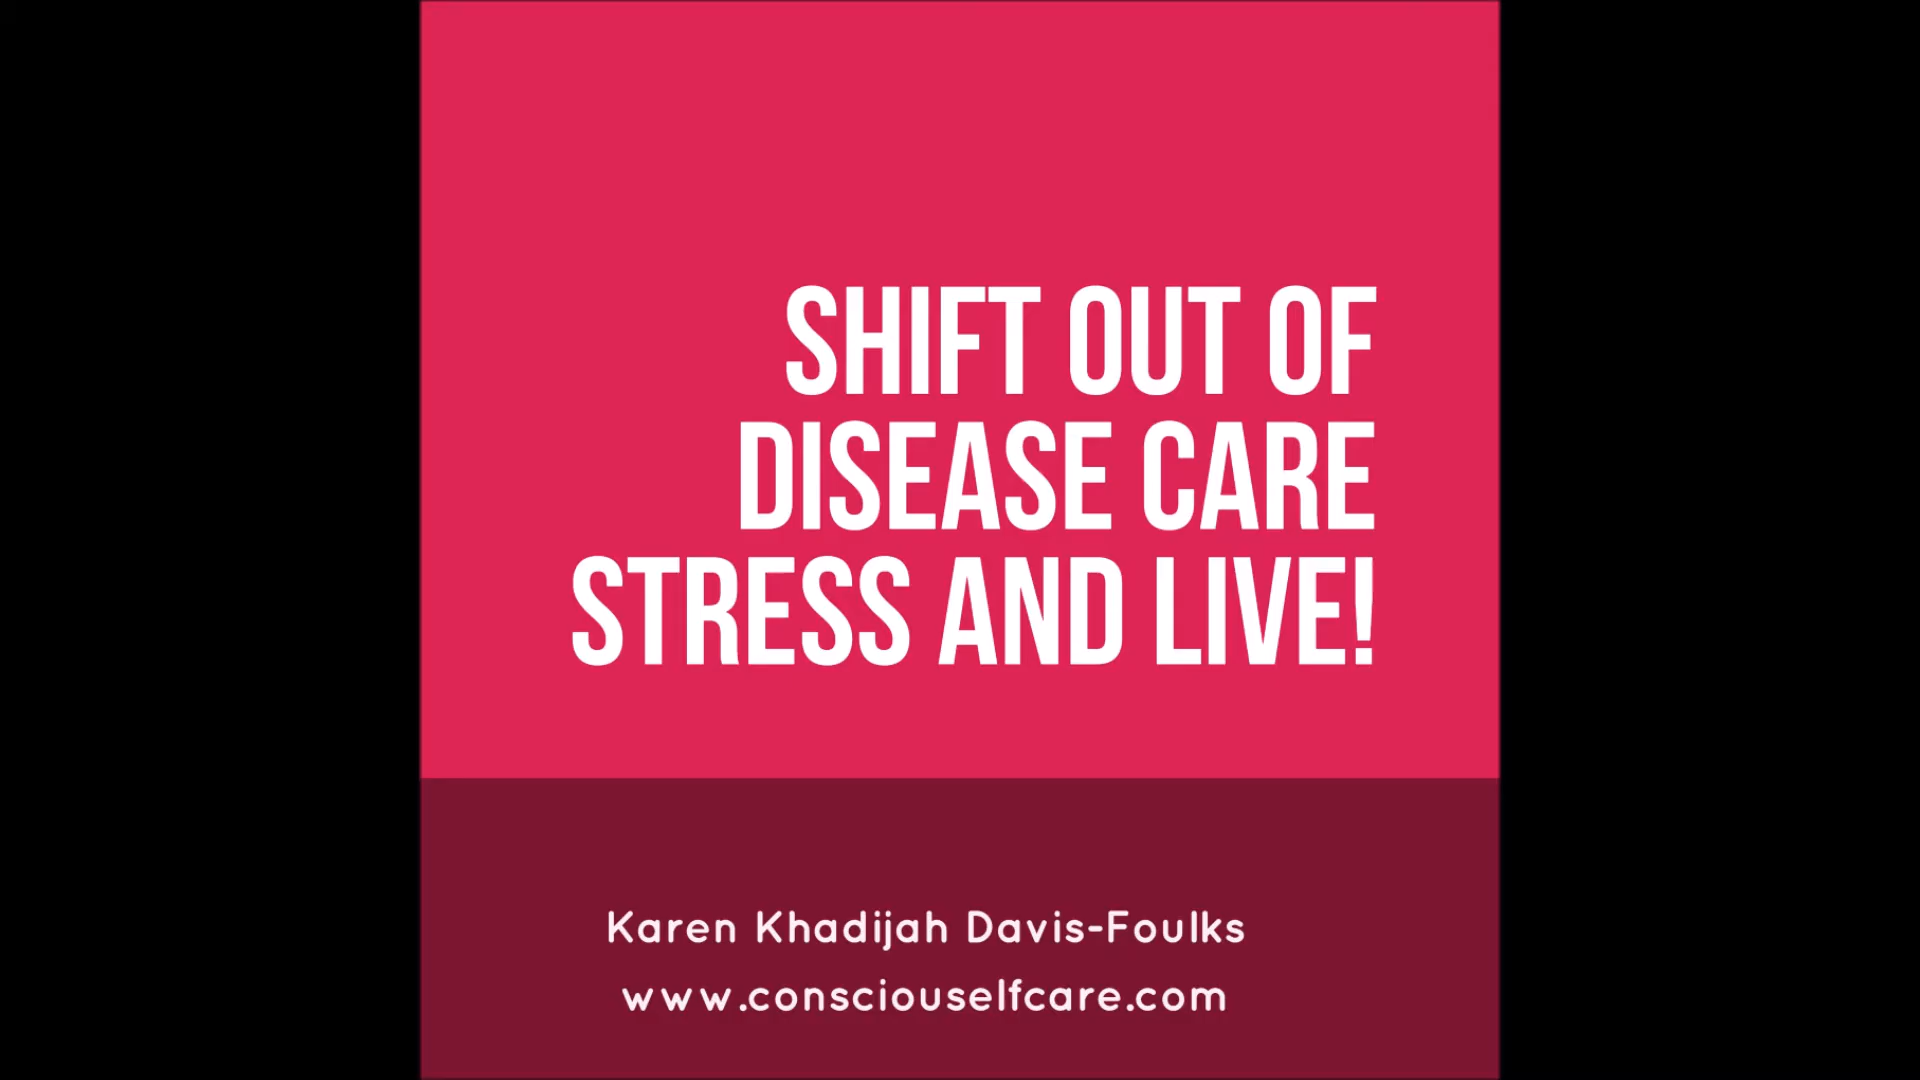 SHIFT OUT OF
DISEASE CARE
STRESS AND LIVE!
Karen Khadijah Davis-Foulks
www.consciouselfcare.com